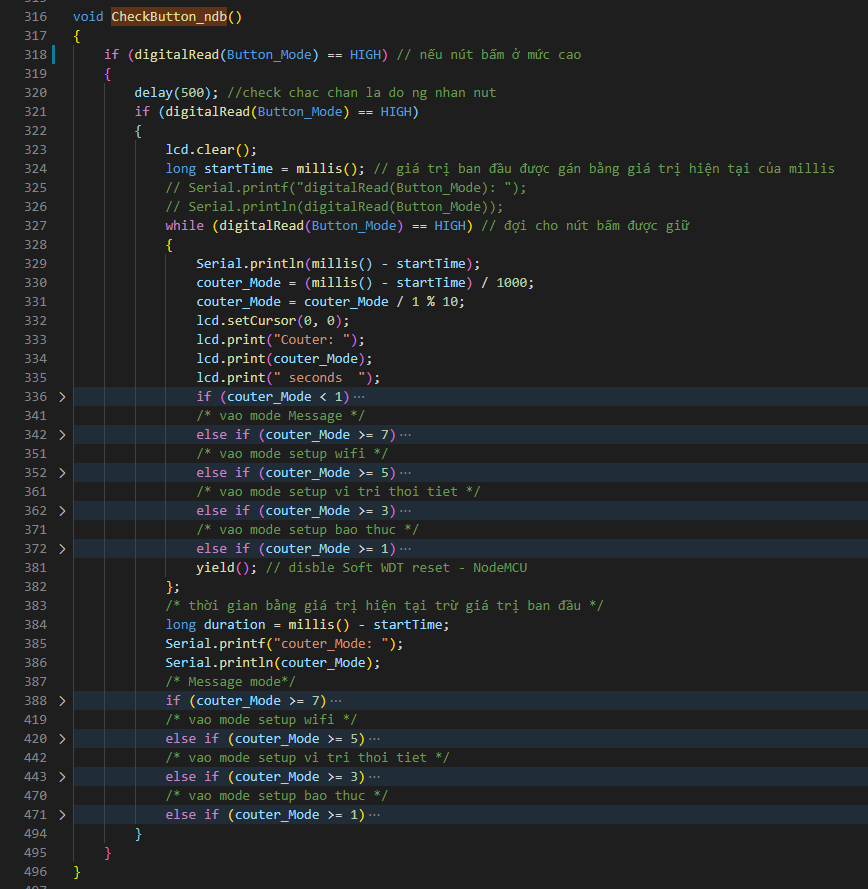 316 void CheckButton_ndb()
317 {
318 if (digitalRead(Button_Mode) == HIGH) // nếu nút bấm ở mức cao
319 {
320 delay(500); //check chac chan la do ng nhan nut
321 if (digitalRead(Button_Mode) == HIGH)
322 {
323 lcd.clear();
324 long startTime = millis(); // giá trị ban đầu được gán bằng giá trị hiện tại của millis
325 // Serial.printf("digitalRead(Button_Mode): ");
326 // Serial.println(digitalRead(Button_Mode));
327 while (digitalRead(Button_Mode) == HIGH) // đợi cho nút bấm được giữ
328 {
329 Serial.println(millis() - startTime);
330 couter_Mode = (millis() - startTime) / 1000;
331 couter_Mode = couter_Mode / 1 % 10;
332 lcd.setCursor(0, 0);
333 lcd.print("Couter: ");
334 lcd.print(couter_Mode);
335 lcd.print(" seconds  ");
336 > if (couter_Mode < 1)···
341 /* vao mode Message */
342 > else if (couter_Mode >= 7)···
351 /* vao mode setup wifi */
352 > else if (couter_Mode >= 5)···
361 /* vao mode setup vi tri thoi tiet */
362 > else if (couter_Mode >= 3)···
371 /* vao mode setup bao thuc */
372 > else if (couter_Mode >= 1)···
381 yield(); // disble Soft WDT reset - NodeMCU
382 };
383 /* thời gian bằng giá trị hiện tại trừ giá trị ban đầu */
384 long duration = millis() - startTime;
385 Serial.printf("couter_Mode: ");
386 Serial.println(couter_Mode);
387 /* Message mode*/
388 > if (couter_Mode >= 7)···
419 /* vao mode setup wifi */
420 > else if (couter_Mode >= 5)···
442 /* vao mode setup vi tri thoi tiet */
443 > else if (couter_Mode >= 3)···
470 /* vao mode setup bao thuc */
471 > else if (couter_Mode >= 1)···
494 }
495 }
496 }